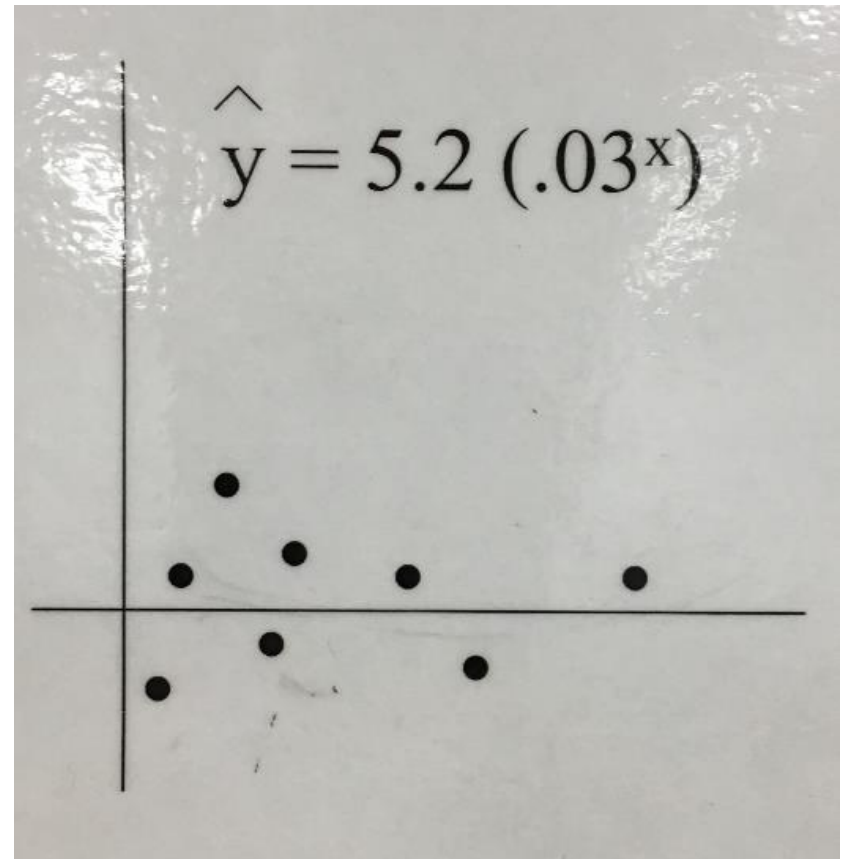 ŷ = 5.2 (.03ˣ)